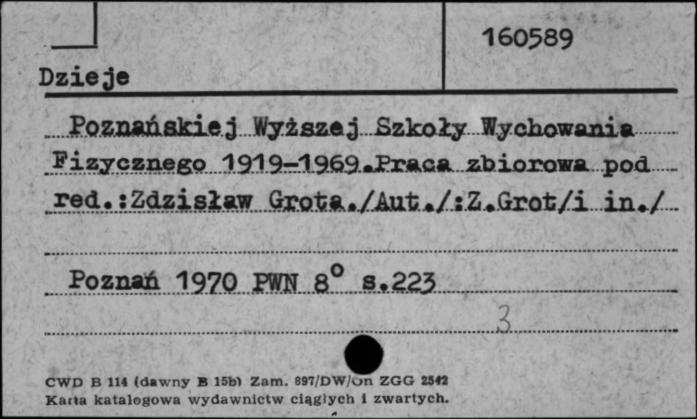 160589
Dzieje
Poznańskiej Wyższej Szkoły Wychowania
Fizycznego 1919-1969.Praca zbiorowa pod
red.:Zdzisław Grota./Aut./:Z.Grot/i in./
Poznań 1970 PWN 8° s.223
3
CWD B 114 (dawny B 15b) Zam. 897/DW/Dn ZGG 2542
Karta katalogowa wydawnictw ciągłych i zwartych.